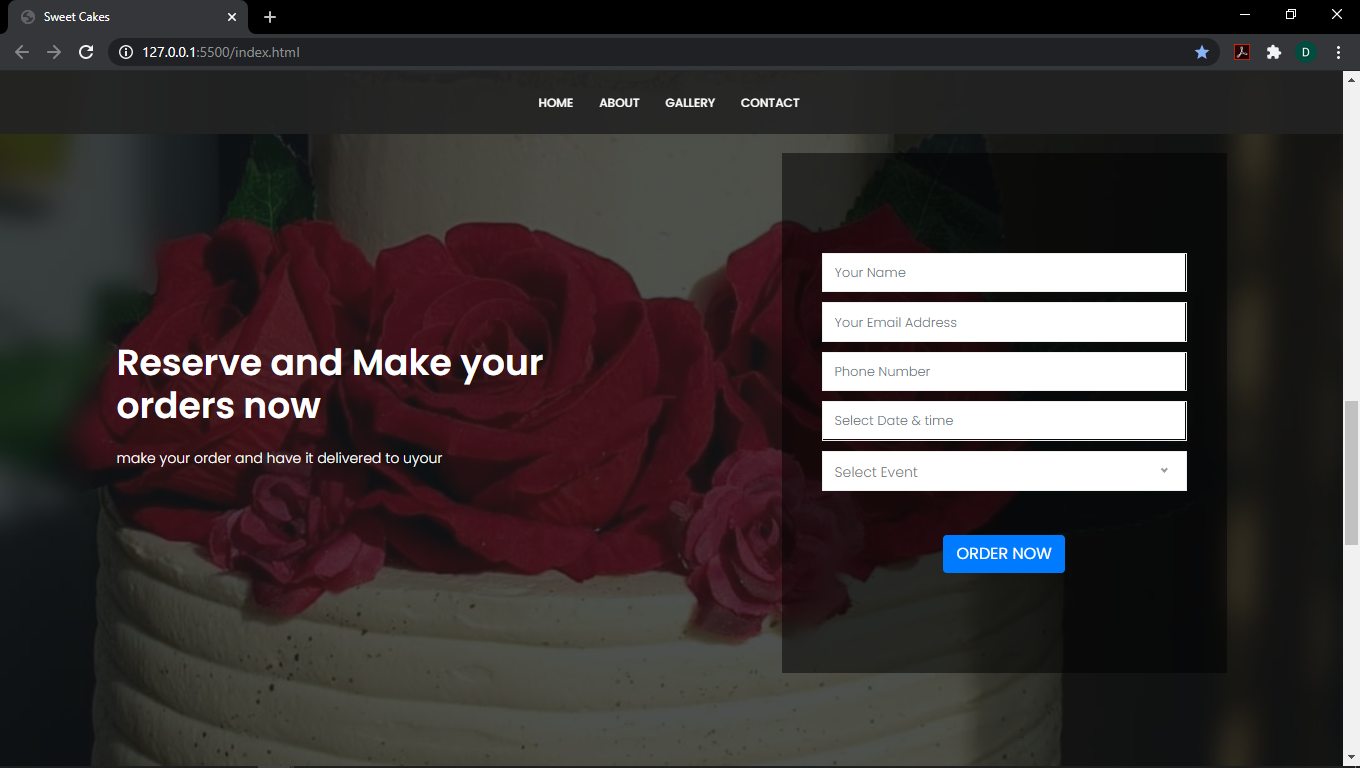 Sweet Cakes
127.0.0.1:5500/index.html
D
HOME ABOUT GALLERY CONTACT
Reserve and Make your
orders now
make your order and have it delivered to uyour
Your Name
Your Email Address
Phone Number
Select Date & time
Select Event
ORDER NOW